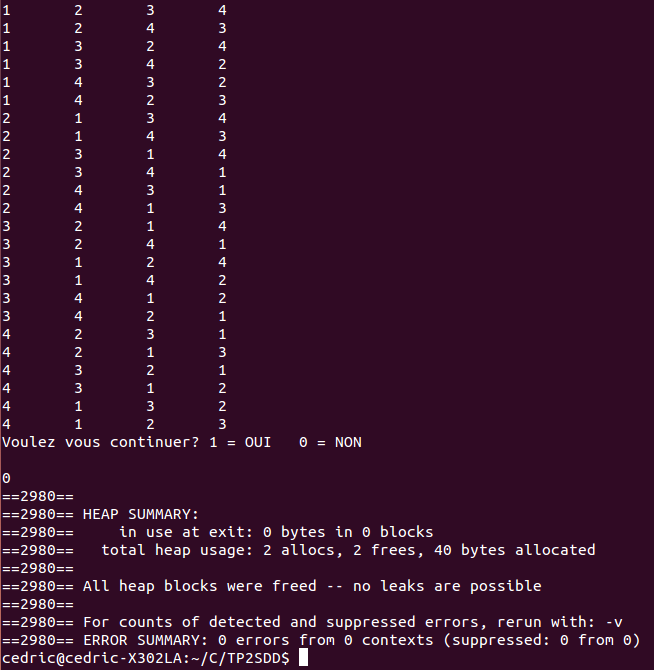 1 2 3 4
1 2 4 3
1 3 2 4
1 3 4 2
1 4 3 2
1 4 2 3
2 1 3 4
2 1 4 3
2 3 1 4
2 3 4 1
2 4 3 1
2 4 1 3
3 2 1 4
3 2 4 1
3 1 2 4
3 1 4 2
3 4 1 2
3 4 2 1
4 2 3 1
4 2 1 3
4 3 2 1
4 3 1 2
4 1 3 2
4 1 2 3
Voulez vous continuer? 1 = OUI   0 = NON
0
==2980==
==2980== HEAP SUMMARY:
==2980==     in use at exit: 0 bytes in 0 blocks
==2980==   total heap usage: 2 allocs, 2 frees, 40 bytes allocated
==2980==
==2980== All heap blocks were freed -- no leaks are possible
==2980==
==2980== For counts of detected and suppressed errors, rerun with: -v
==2980== ERROR SUMMARY: 0 errors from 0 contexts (suppressed: 0 from 0)
cedric@cedric-X302LA:~/C/TP2SDD$